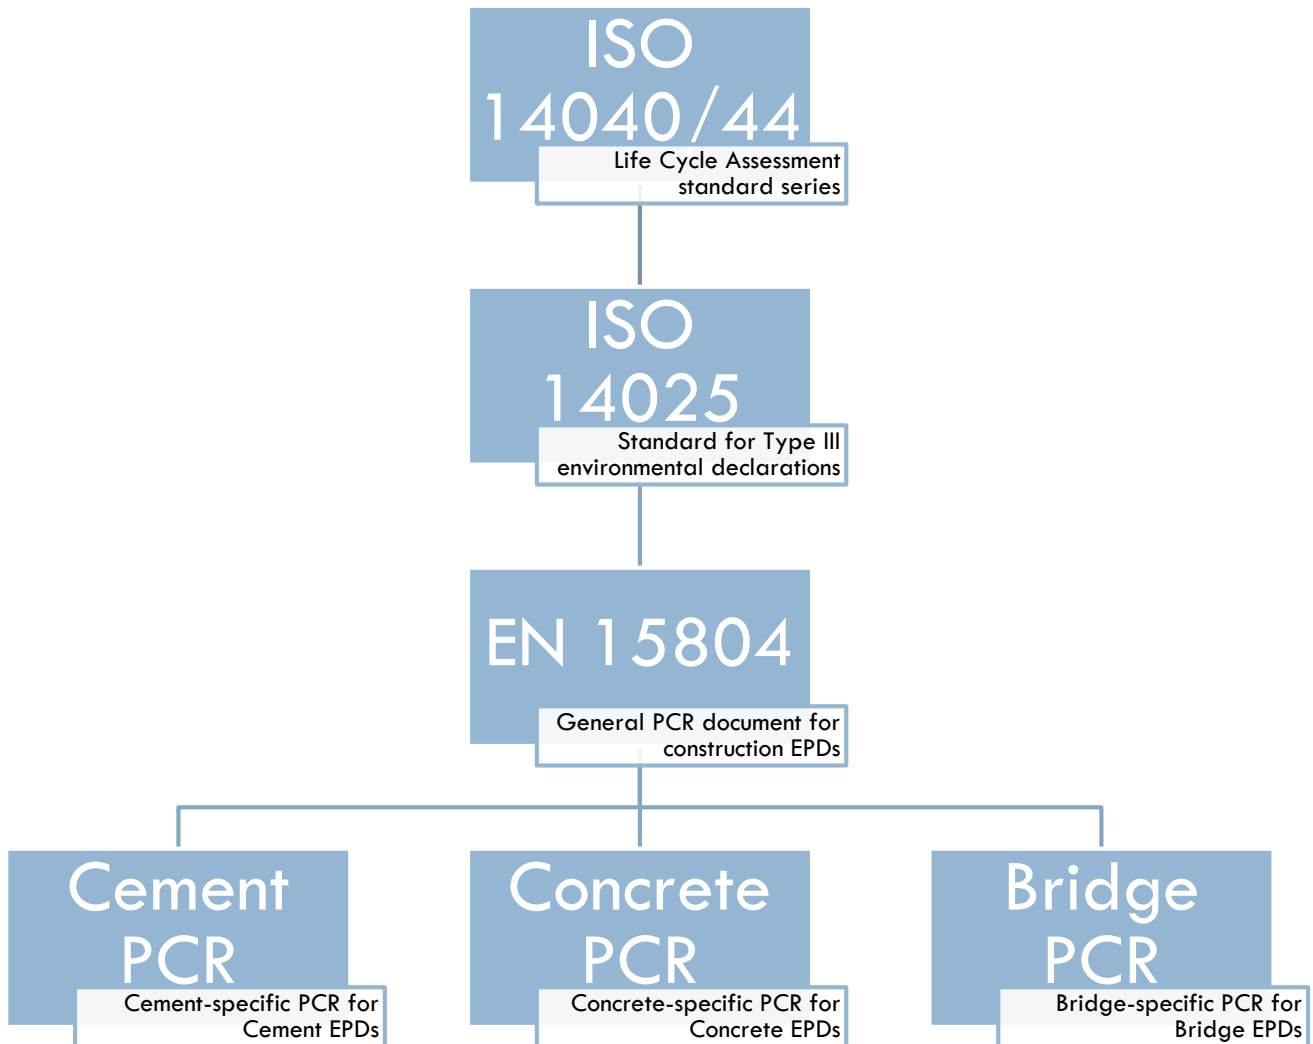 ISO
14040/44
Life Cycle Assessment
standard series
ISO
14025
Standard for Type III
environmental declarations
EN 15804
General PCR document for
construction EPDs
Cement
PCR
Cement-specific PCR for
Cement EPDs
Concrete
PCR
Concrete-specific PCR for
Concrete EPDs
Bridge
PCR
Bridge-specific PCR for
Bridge EPDs